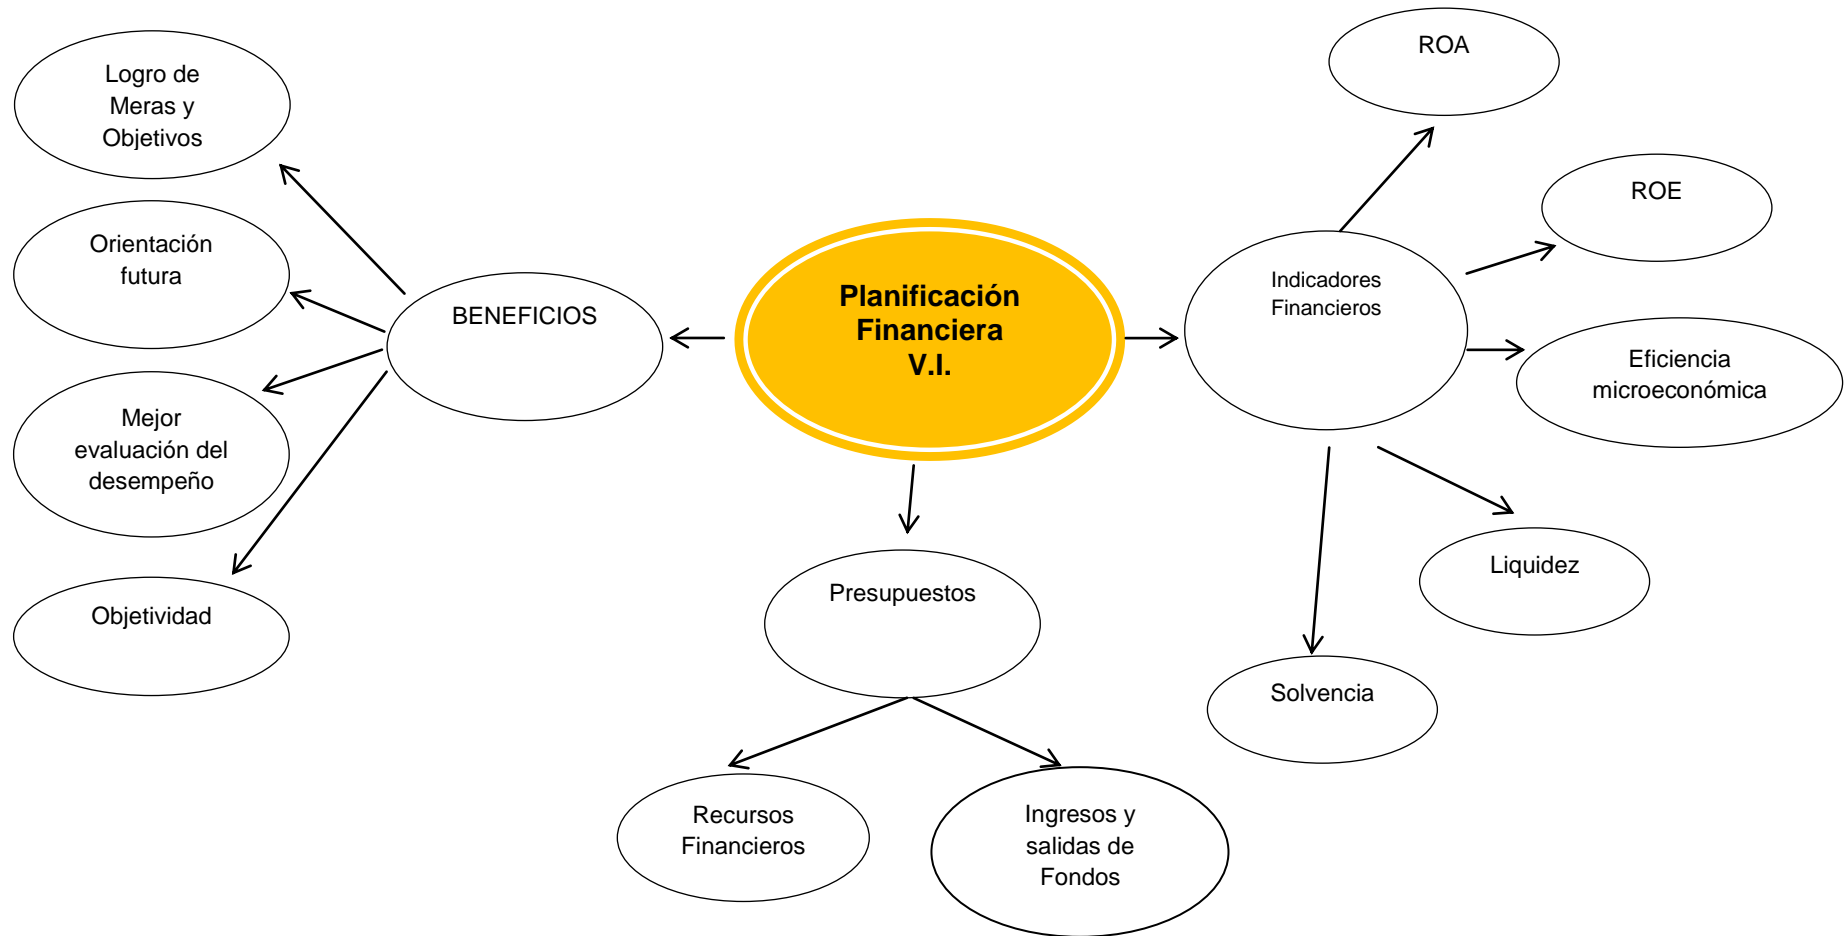 Logro de
Meras y
Objetivos
Orientación
futura
Mejor
evaluación del
desempeño
Objetividad
BENEFICIOS
Planificación
Financiera
V.I.
Presupuestos
Recursos
Financieros
Ingresos y
salidas de
Fondos
Indicadores
Financieros
ROA
ROE
Eficiencia
microeconómica
Liquidez
Solvencia